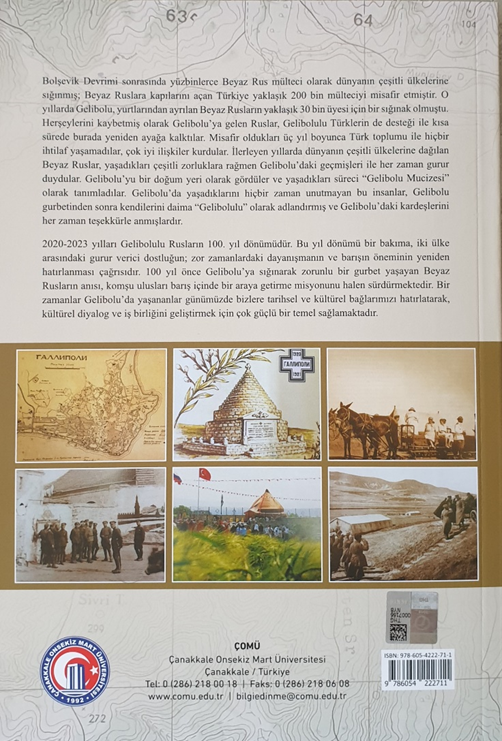 63c
64
104
Bolşevik Devrimi sonrasında yüzbinlerce Beyaz Rus mülteci olarak dünyanın çeşitli ülkelerine
sığınmış; Beyaz Ruslara kapılarını açan Türkiye yaklaşık 200 bin mülteciyi misafir etmiştir. O
yıllarda Gelibolu, yurtlarından ayrılan Beyaz Rusların yaklaşık 30 bin üyesi için bir sığınak olmuştu.
Herşeylerini kaybetmiş olarak Gelibolu'ya gelen Ruslar, Gelibolulu Türklerin de desteği ile kısa
sürede burada yeniden ayağa kalktılar. Misafir oldukları üç yıl boyunca Türk toplumu ile hiçbir
ihtilaf yaşamadılar, çok iyi ilişkiler kurdular. İlerleyen yıllarda dünyanın çeşitli ülkelerine dağılan
Beyaz Ruslar, yaşadıkları çeşitli zorluklara rağmen Gelibolu'daki geçmişleri ile her zaman gurur
duydular. Gelibolu'yu bir doğum yeri olarak gördüler ve yaşadıkları süreci "Gelibolu Mucizesi"
olarak tanımladılar. Gelibolu'da yaşadıklarını hiçbir zaman unutmayan bu insanlar, Gelibolu
gurbetinden sonra kendilerini daima "Gelibolulu" olarak adlandırmış ve Gelibolu'daki kardeşlerini
her zaman teşekkürle anmışlardır.
2020-2023 yılları Gelibolulu Rusların 100. yıl dönümüdür. Bu yıl dönümü bir bakıma, iki ülke
arasındaki gurur verici dostluğun; zor zamanlardaki dayanışmanın ve barışın öneminin yeniden
hatırlanması çağrısıdır. 100 yıl önce Gelibolu'ya sığınarak zorunlu bir gurbet yaşayan Beyaz
Rusların anısı, komşu ulusları barış içinde bir araya getirme misyonunu halen sürdürmektedir. Bir
zamanlar Gelibolu'da yaşananlar günümüzde bizlere tarihsel ve kültürel bağlarımızı hatırlatarak,
kültürel diyalog ve iş birliğini geliştirmek için çok güçlü bir temel sağlamaktadır.
ГАЛЛИПОЛИ
1920
ГАЛЛИПОЛИ
1921
Sivri T
299
272
ÇANAKKALE ONSEKİZ MART ÜNİVERSİTESİ
1992
ÇOMÜ
Çanakkale Onsekiz Mart Üniversitesi
Çanakkale / Türkiye
Tel: 0 (286) 218 00 18 | Faks: 0 (286) 218 06 08
www.comu.edu.tr | bilgiedinme@comu.edu.tr
ISBN: 978-605-4222-71-1
9 786054 222711